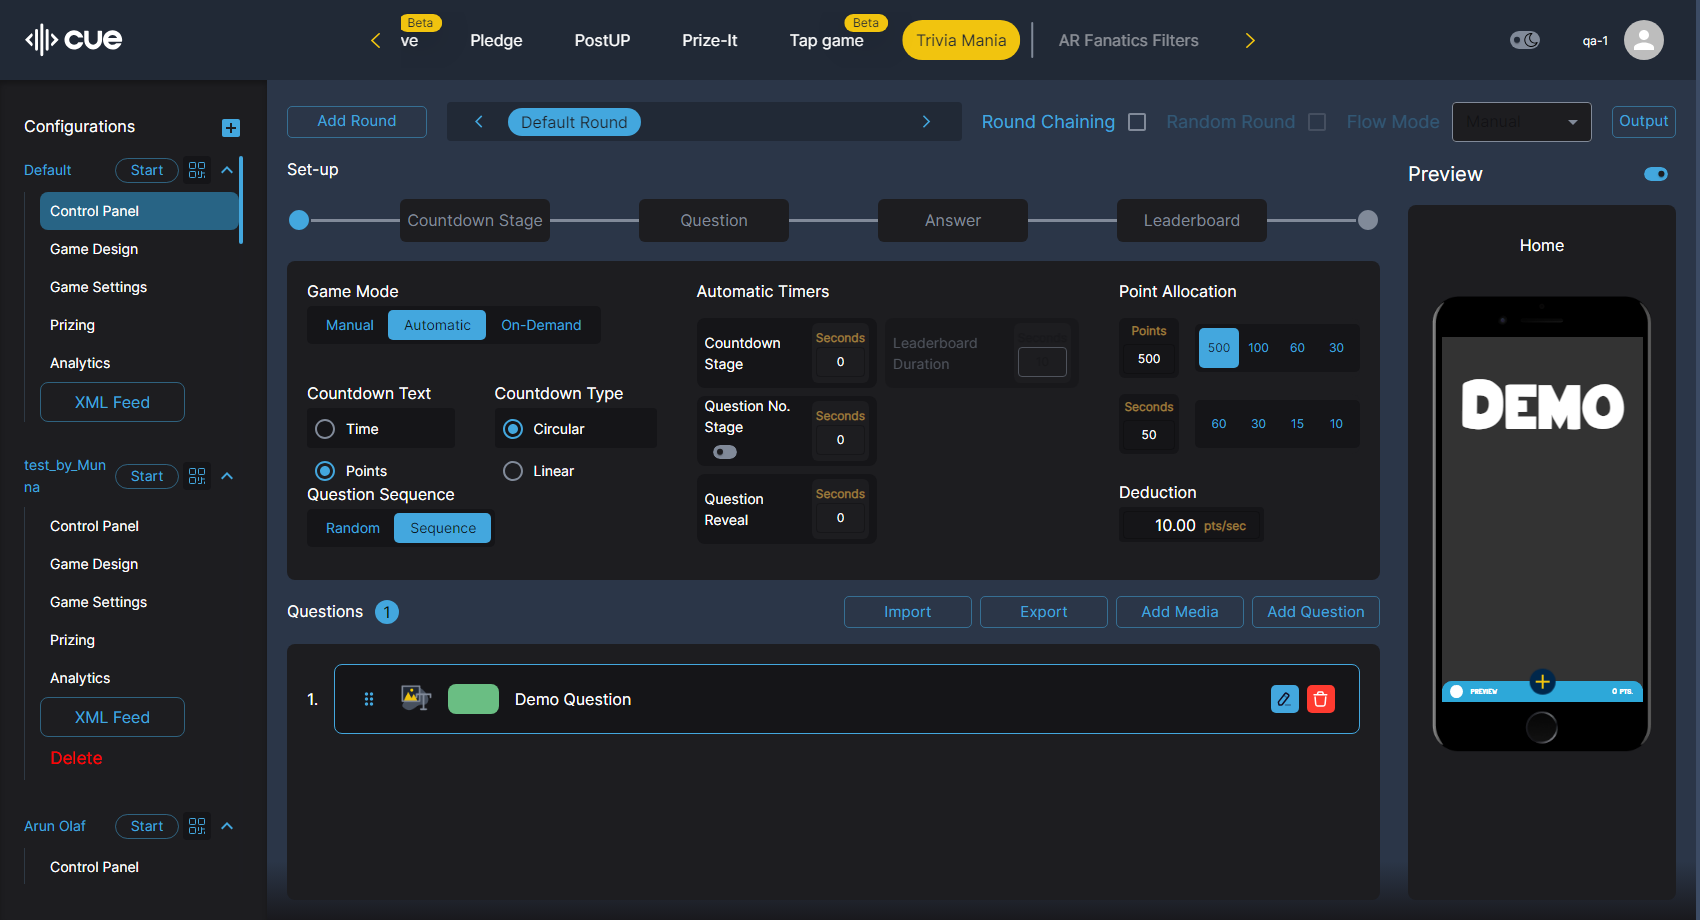 cue
Beta
ve
Pledge
PostUP
Prize-It
Beta
Tap game
Trivia Mania
AR Fanatics Filters
qa-1
Configurations
Default
Start
Control Panel
Game Design
Game Settings
Prizing
Analytics
XML Feed
test_by_Mun
na
Start
Control Panel
Game Design
Game Settings
Prizing
Analytics
XML Feed
Delete
Arun Olaf
Start
Control Panel
Add Round
Default Round
Round Chaining
Random Round
Flow Mode
Manual
Output
Set-up
Countdown Stage
Question
Answer
Leaderboard
Game Mode
Manual
Automatic
On-Demand
Countdown Text
Time
Points
Countdown Type
Circular
Linear
Question Sequence
Random
Sequence
Automatic Timers
Countdown
Stage
Seconds
0
Leaderboard
Duration
Question No.
Stage
Seconds
0
Question
Reveal
Seconds
0
Point Allocation
Points
500
500
100
60
30
Seconds
50
60
30
15
10
Deduction
10.00 pts/sec
Questions 1
Import
Export
Add Media
Add Question
1.
Demo Question
Preview
Home
DEMO
PREVIEW
0 PTS.